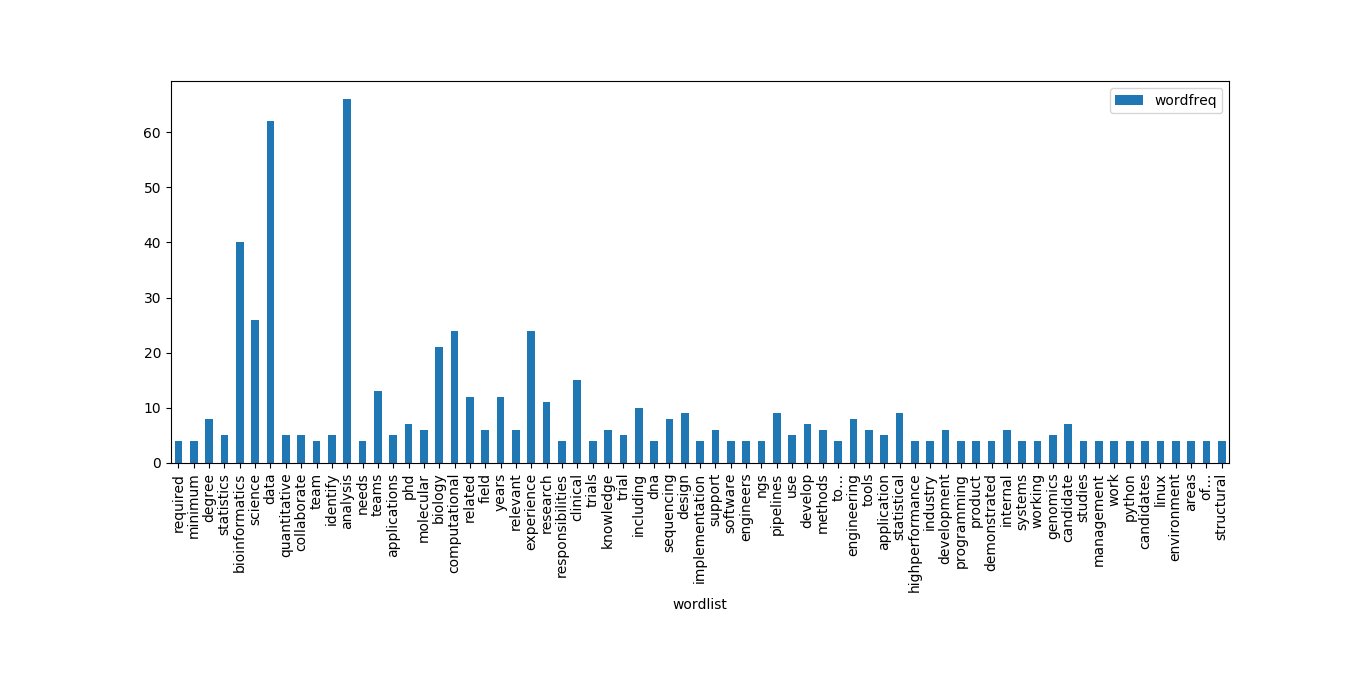 wordfreq
60
50
40
30
20
10
0
required
minimum
degree
statistics
bioinformatics
science
data
quantitative
collaborate
team
identify
analysis
needs
teams
applications
phd
molecular
biology
computational
related
field
years
relevant
experience
research
responsibilities
clinical
trials
knowledge
trial
including
dna
sequencing
design
implementation
support
software
engineers
ngs
pipelines
use
develop
methods
to...
engineering
tools
application
statistical
highperformance
industry
development
programming
product
demonstrated
internal
systems
working
genomics
candidate
studies
management
work
python
candidates
linux
environment
areas
of...
structural
wordlist